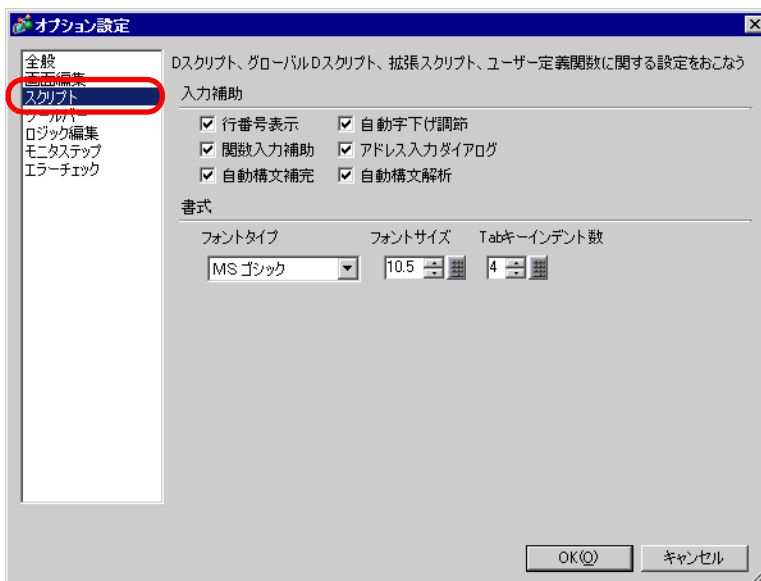 オプション設定
全般
画面編集
スクリプト
ツールバー
ロジック編集
モニタステップ
エラーチェック
Dスクリプト、グローバルDスクリプト、拡張スクリプト、ユーザー定義関数に関する設定をおこなう
入力補助
行番号表示 自動字下げ調節
関数入力補助 アドレス入力ダイアログ
自動構文補完 自動構文解析
書式
フォントタイプ フォントサイズ Tabキーインデント数
MS ゴシック 10.5 4
OK(O) キャンセル